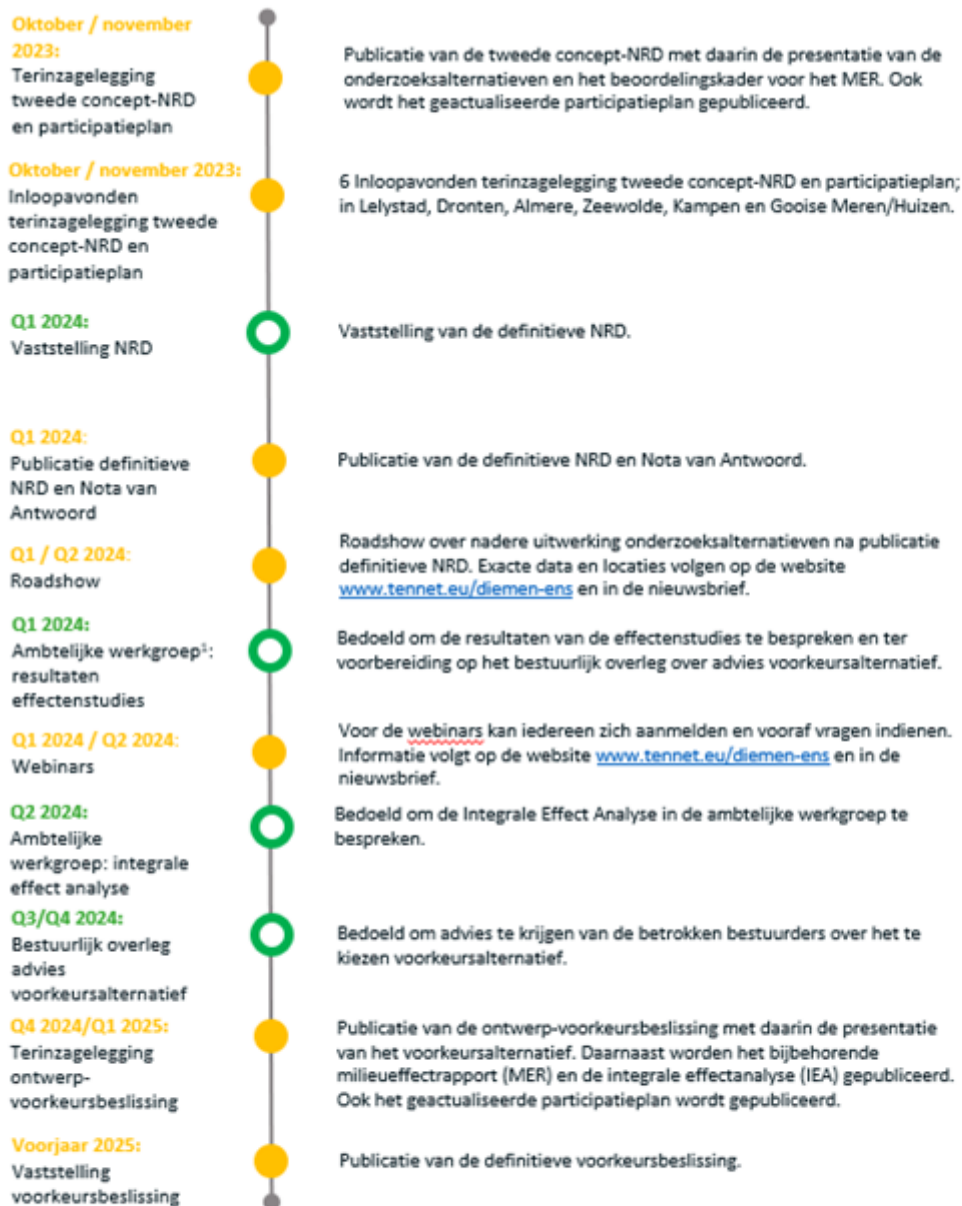 Oktober / november
2023:
Terinzagelegging
tweede concept-NRD
en participatieplan
Publicatie van de tweede concept-NRD met daarin de presentatie van de
onderzoeksalternatieven en het beoordelingskader voor het MER. Ook
wordt het geactualiseerde participatieplan gepubliceerd.
Oktober / november 2023:
Inloopavonden
terinzagelegging tweede
concept-NRD en
participatieplan
6 Inloopavonden terinzagelegging tweede concept-NRD en participatieplan;
in Lelystad, Dronten, Almere, Zeewolde, Kampen en Gooise Meren/Huizen.
Q1 2024:
Vaststelling NRD
Vaststelling van de definitieve NRD.
Q1 2024:
Publicatie definitieve
NRD en Nota van
Antwoord
Publicatie van de definitieve NRD en Nota van Antwoord.
Q1 / Q2 2024:
Roadshow
Roadshow over nadere uitwerking onderzoeksalternatieven na publicatie
definitieve NRD. Exacte data en locaties volgen op de website
www.tennet.eu/diemen-ens en in de nieuwsbrief.
Q1 2024:
Ambtelijke werkgroep¹:
resultaten
effectenstudies
Bedoeld om de resultaten van de effectenstudies te bespreken en ter
voorbereiding op het bestuurlijk overleg over advies voorkeursalternatief.
Q1 2024 / Q2 2024:
Webinars
Voor de webinars kan iedereen zich aanmelden en vooraf vragen indienen.
Informatie volgt op de website www.tennet.eu/diemen-ens en in de
nieuwsbrief.
Q2 2024:
Ambtelijke
werkgroep: integrale
effect analyse
Bedoeld om de Integrale Effect Analyse in de ambtelijke werkgroep te
bespreken.
Q3/Q4 2024:
Bestuurlijk overleg
advies
voorkeursalternatief
Bedoeld om advies te krijgen van de betrokken bestuurders over het te
kiezen voorkeursalternatief.
Q4 2024/Q1 2025:
Terinzagelegging
ontwerp-
voorkeursbeslissing
Publicatie van de ontwerp-voorkeursbeslissing met daarin de presentatie
van het voorkeursalternatief. Daarnaast worden het bijbehorende
milieueffectrapport (MER) en de integrale effectanalyse (IEA) gepubliceerd.
Ook het geactualiseerde participatieplan wordt gepubliceerd.
Voorjaar 2025:
Vaststelling
voorkeursbeslissing
Publicatie van de definitieve voorkeursbeslissing.